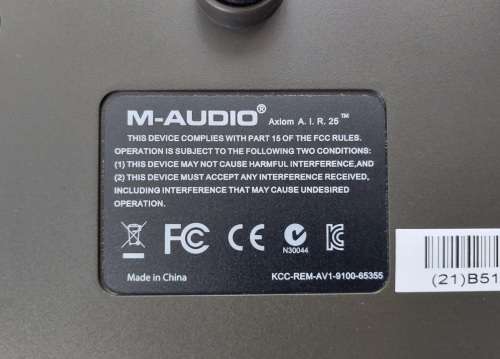 M-AUDIO® Axiom A. I. R. 25™
THIS DEVICE COMPLIES WITH PART 15 OF THE FCC RULES.
OPERATION IS SUBJECT TO THE FOLLOWING TWO CONDITIONS:
(1) THIS DEVICE MAY NOT CAUSE HARMFUL INTERFERENCE,AND
(2) THIS DEVICE MUST ACCEPT ANY INTERFERENCE RECEIVED,
INCLUDING INTERFERENCE THAT MAY CAUSE UNDESIRED
OPERATION.
FC CE
N30044
Made in China
KCC-REM-AV1-9100-65355
(21)B51